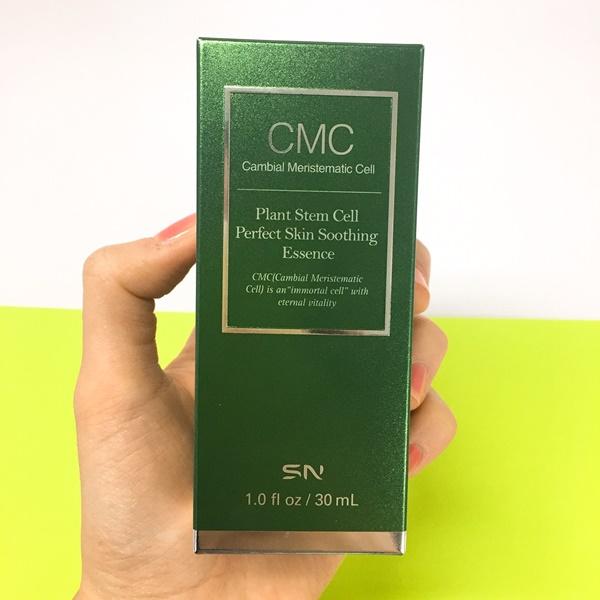 CMC
Cambial Meristematic Cell
Plant Stem Cell
Perfect Skin Soothing
Essence
CMC(Cambial Meristematic
Cell) is an "immortal cell" with
eternal vitality
SN
1.0 fl oz / 30 mL